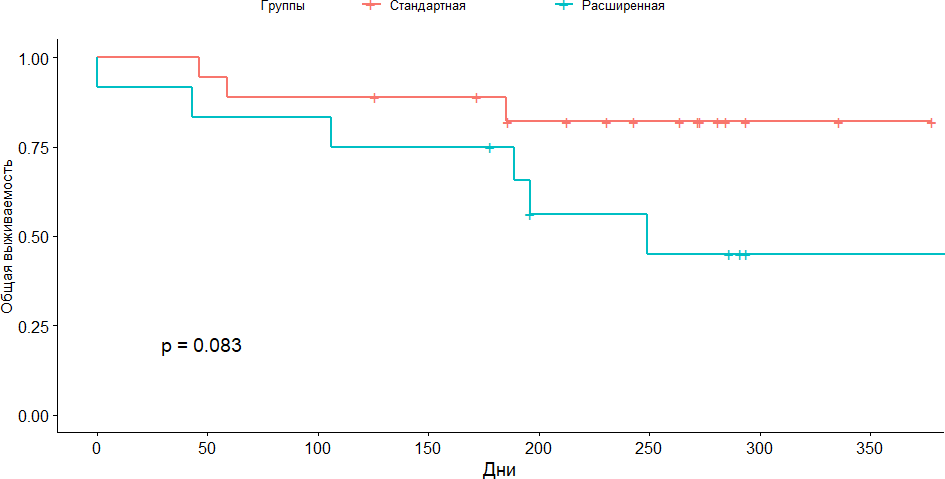 Группы Стандартная Расширенная
Общая выживаемость
1.00
0.75
0.50
0.25
0.00
p = 0.083
0 50 100 150 200 250 300 350
Дни